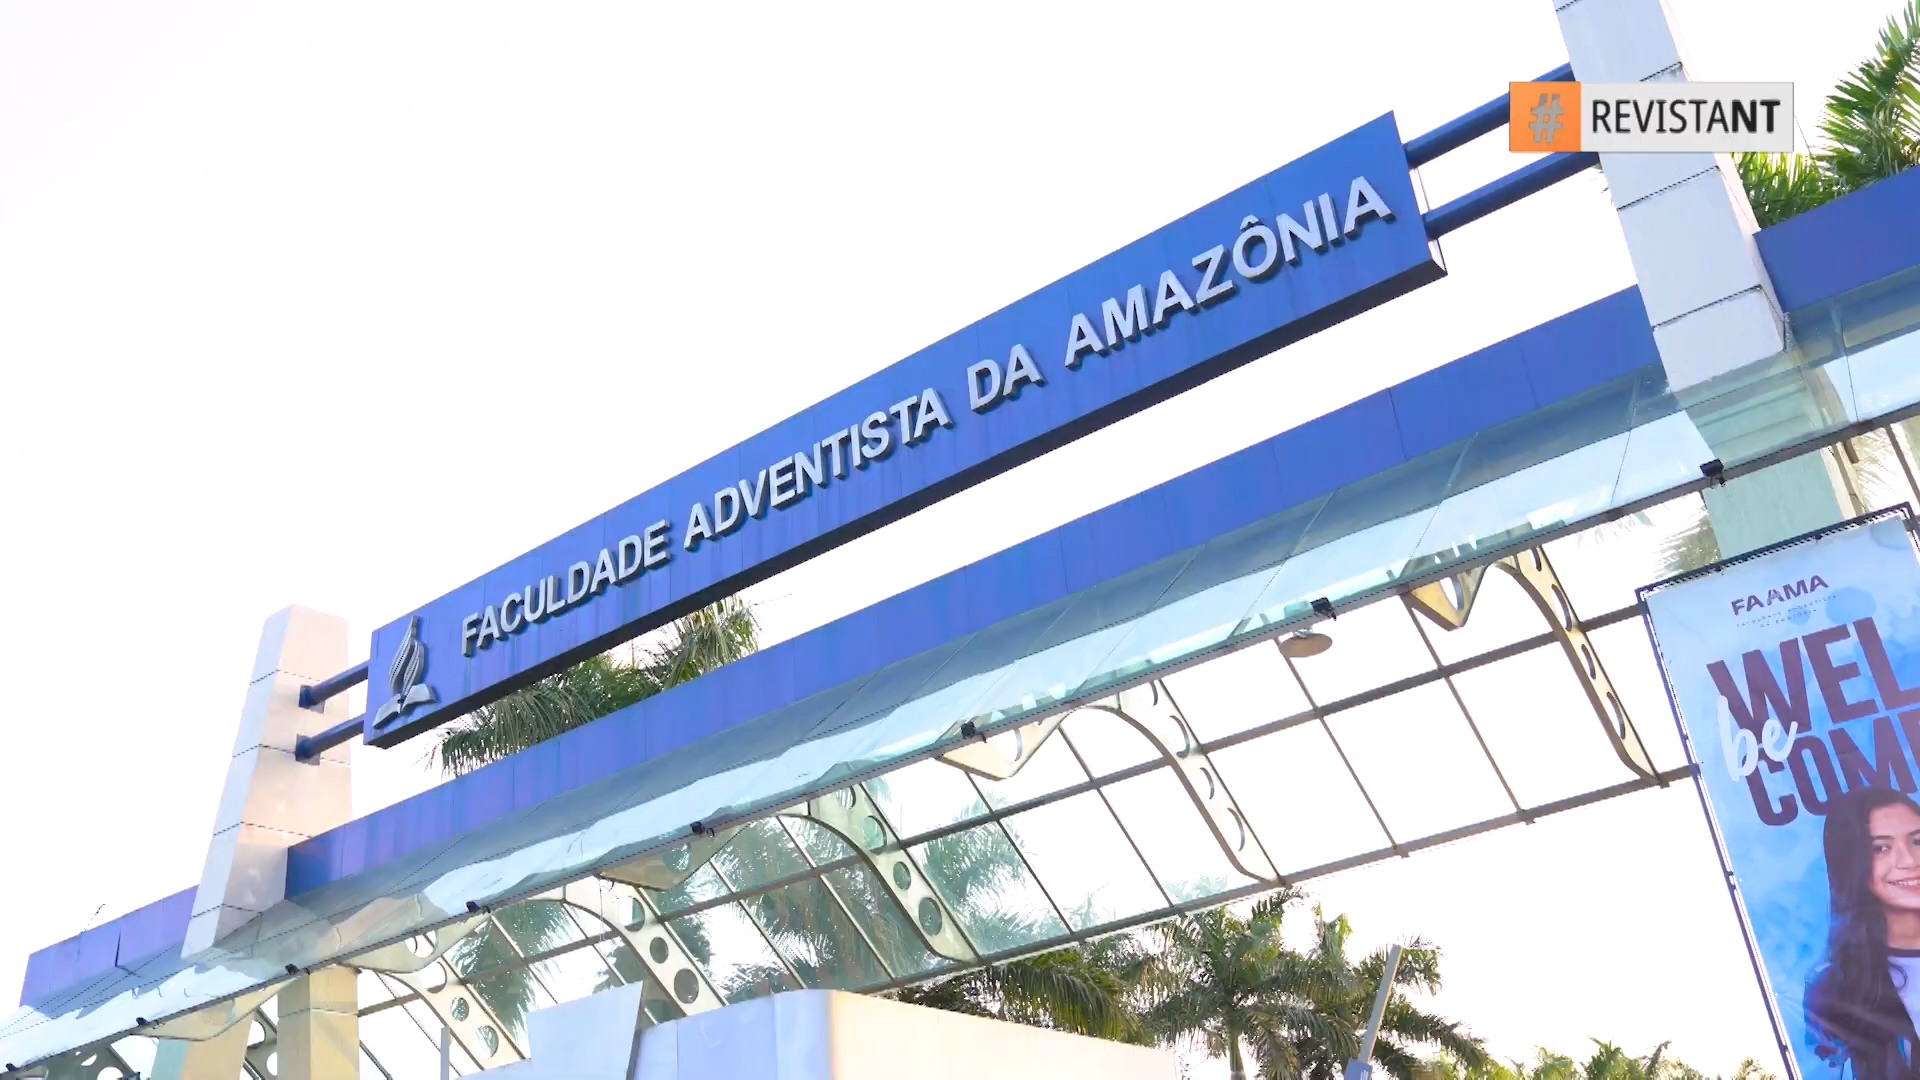 #REVISTANT
FACULDADE ADVENTISTA DA AMAZÔNIA
FAAMA
WEL
be
COM